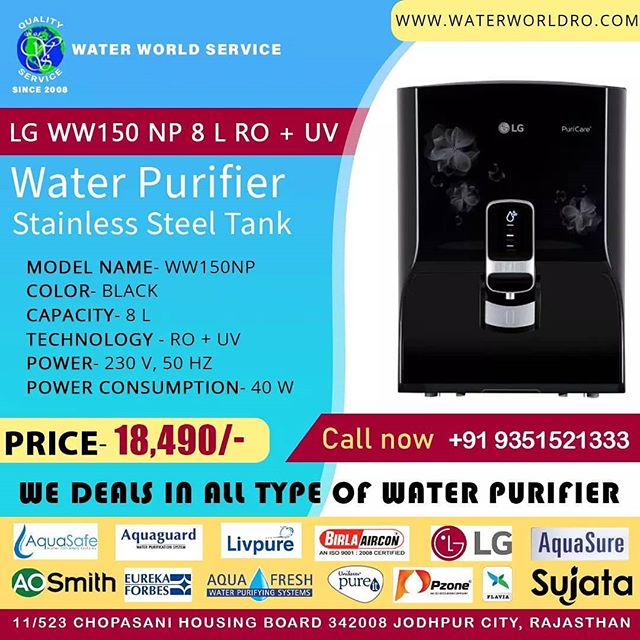 QUALITY
SERVICE
SINCE 2008
WATER WORLD SERVICE
WWW.WATERWORLDRO.COM
LG WW150 NP 8 L RO + UV
Water Purifier
Stainless Steel Tank
MODEL NAME- WW150NP
COLOR- BLACK
CAPACITY- 8 L
TECHNOLOGY - RO + UV
POWER- 230 V, 50 HZ
POWER CONSUMPTION- 40 W
LG
PuriCare
PRICE- 18,490/-
Call now +91 9351521333
WE DEALS IN ALL TYPE OF WATER PURIFIER
AquaSafe
Aquaguard
WATER PURIFICATION SYSTEM
Livpure
BIRLA AIRCON
AN ISO 9001 : 2008 CERTIFIED
LG
AquaSure
AO Smith
EUREKA FORBES
AQUA FRESH
WATER PURIFYING SYSTEMS
Unilever
pureit
Pzone
FLAVIA
Sujata
11/523 CHOPASANI HOUSING BOARD 342008 JODHPUR CITY, RAJASTHAN